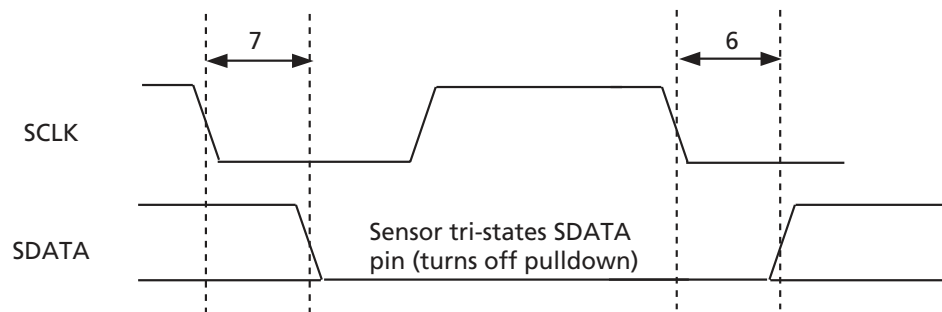 7
6
SCLK
SDATA
Sensor tri-states SDATA
pin (turns off pulldown)